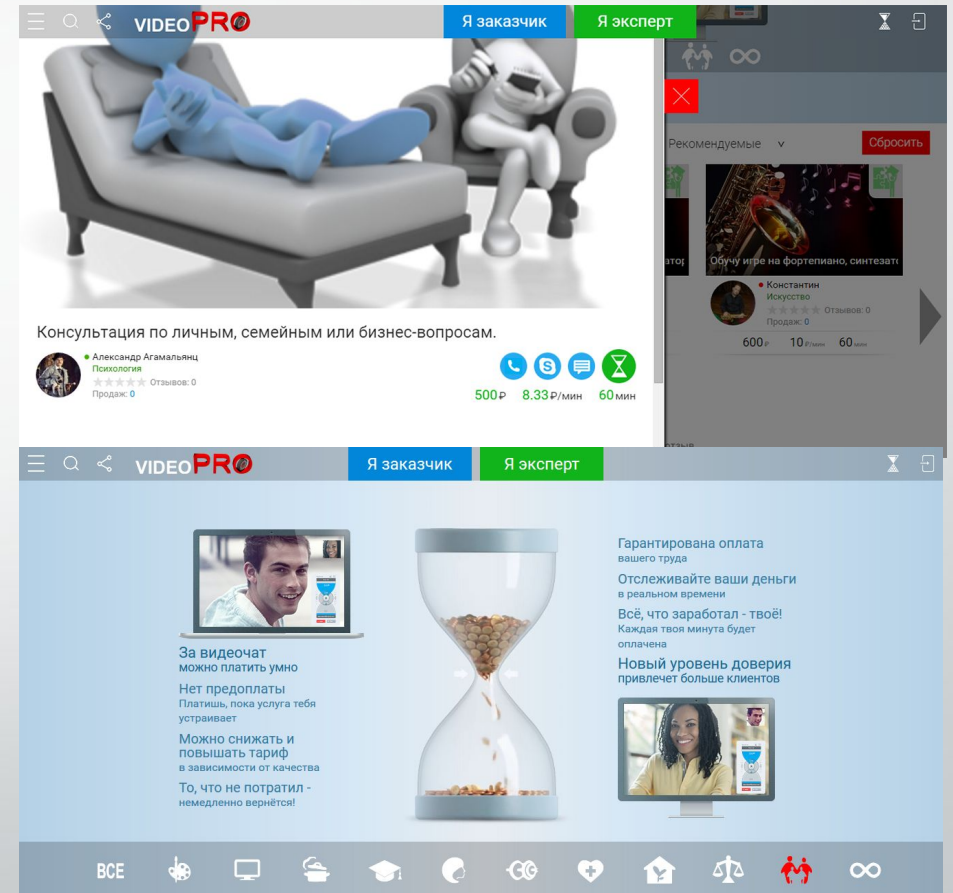 VIDEOPRO
Я заказчик
Я эксперт
Рекомендуемые
Сбросить
Обучу игре на фортепиано, синтезат
Константин
Искусство
Отзывов: 0
Продаж: 0
600 ₽ 10 ₽/мин 60 мин
Консультация по личным, семейным или бизнес-вопросам.
Александр Агамальянц
Психология
Отзывов: 0
Продаж: 0
500 ₽ 8.33 ₽/мин 60 мин
VIDEOPRO
Я заказчик
Я эксперт
За видеочат
можно платить умно
Нет предоплаты
Платишь, пока услуга тебя
устраивает
Можно снижать и
повышать тариф
в зависимости от качества
То, что не потратил -
немедленно вернётся!
Гарантирована оплата
вашего труда
Отслеживайте ваши деньги
в реальном времени
Всё, что заработал - твоё!
Каждая твоя минута будет
оплачена
Новый уровень доверия
привлечет больше клиентов
ВСЕ